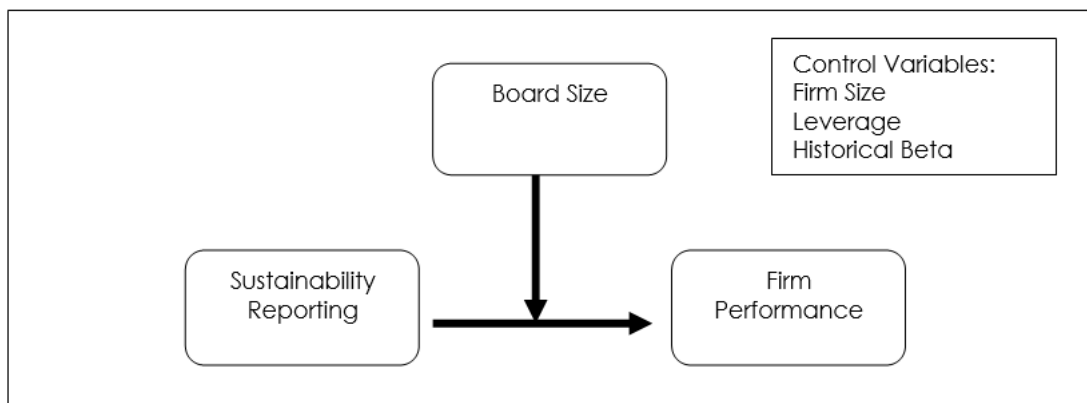 Board Size
Control Variables:
Firm Size
Leverage
Historical Beta
Sustainability
Reporting
Firm
Performance